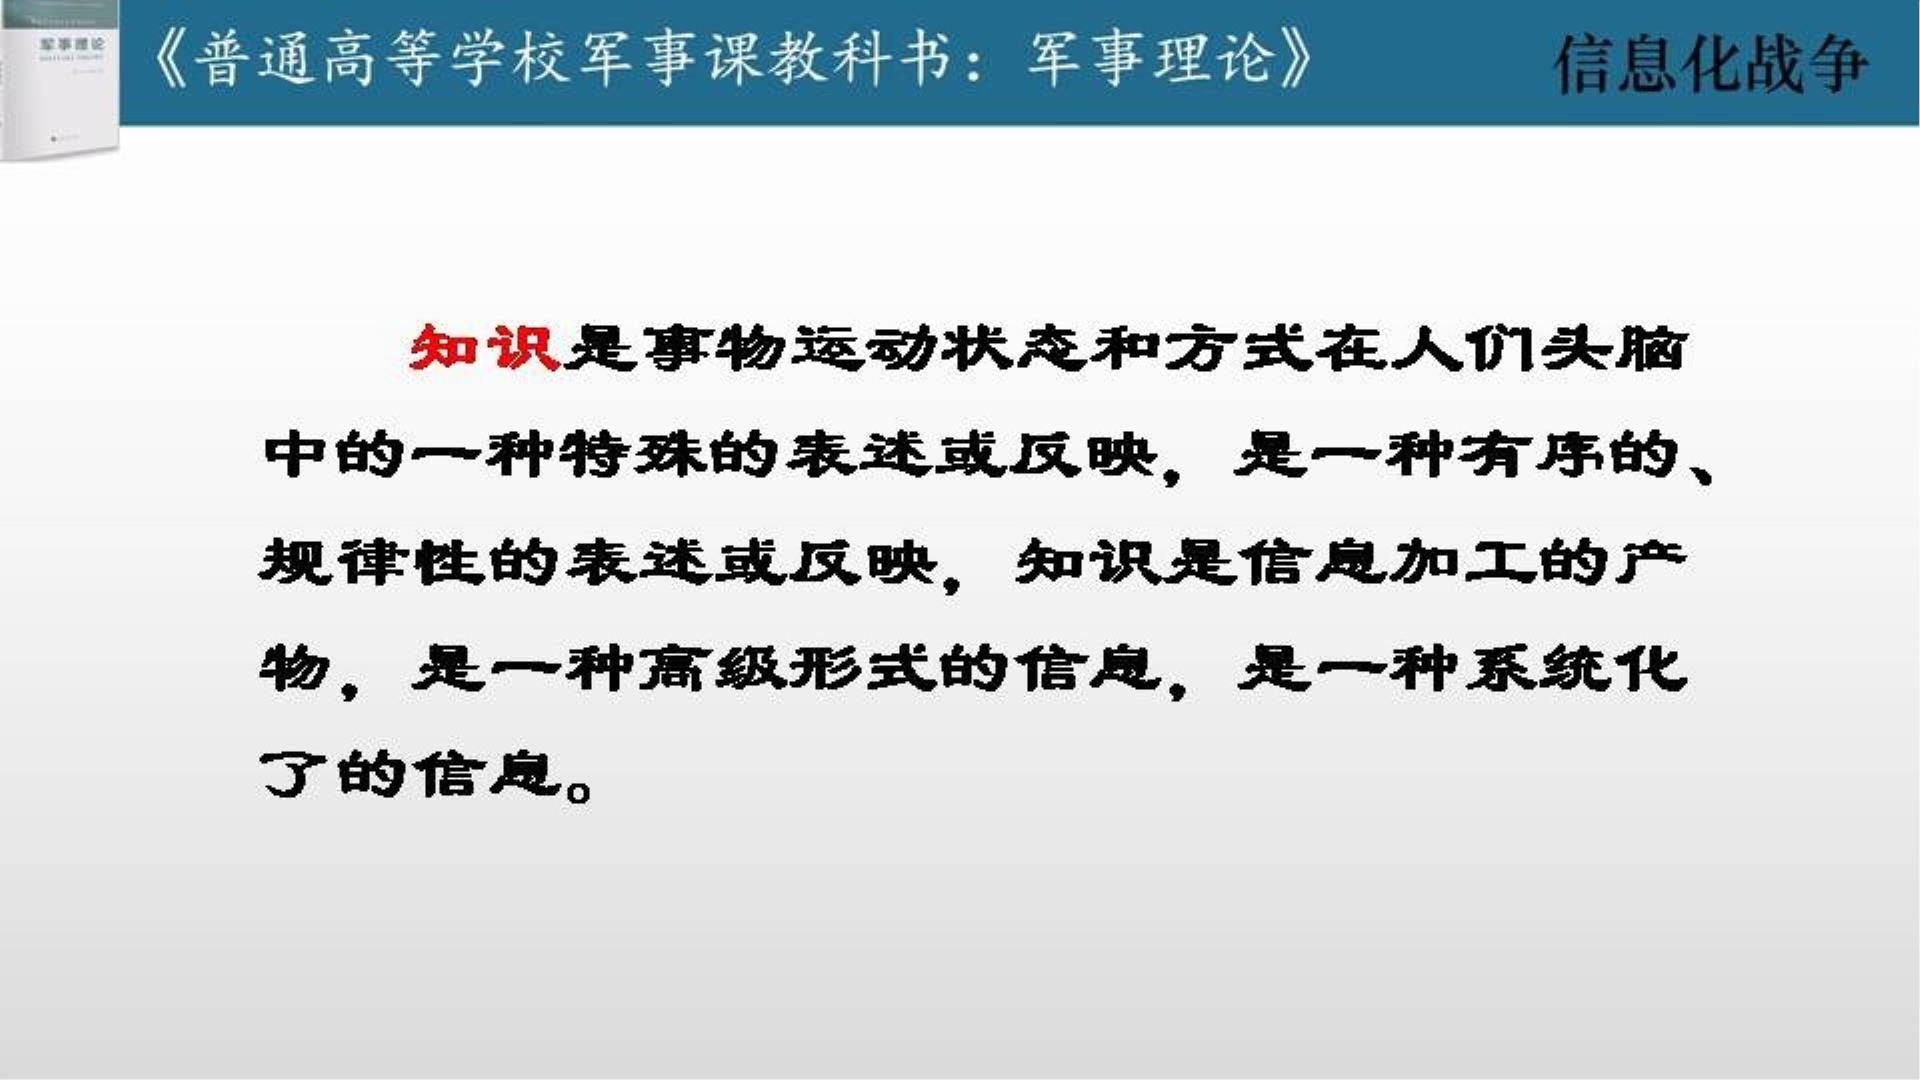 军事理论
《普通高等学校军事课教科书：军事理论》
信息化战争
知识是事物运动状态和方式在人们头脑
中的一种特殊的表述或反映，是一种有序的、
规律性的表述或反映，知识是信息加工的产
物，是一种高级形式的信息，是一种系统化
了的信息。